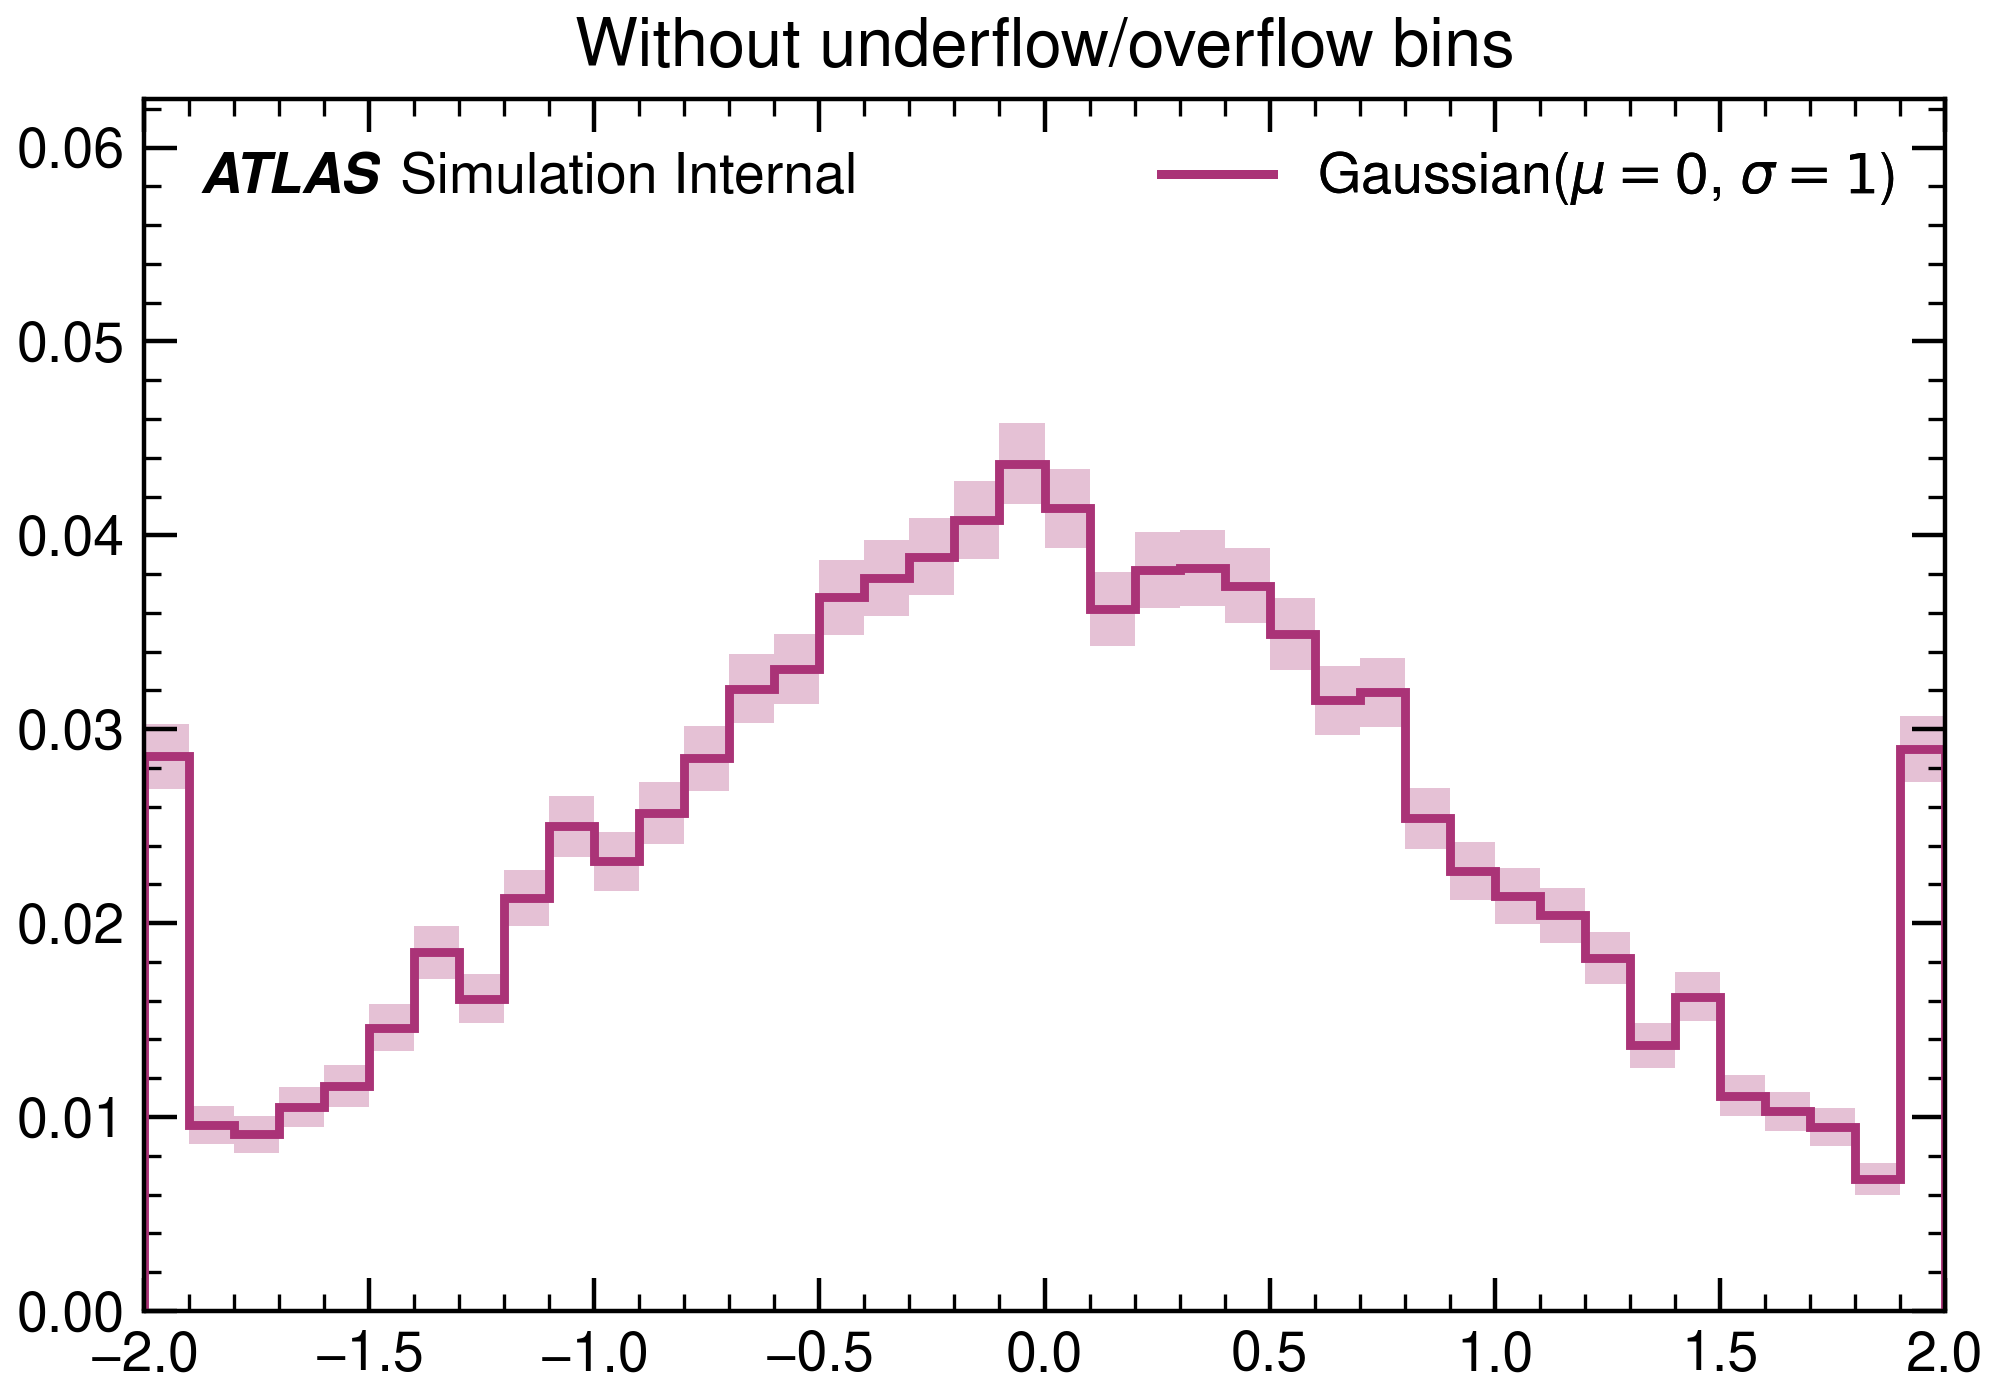 Without underflow/overflow bins
ATLAS Simulation Internal
Gaussian(μ = 0, σ = 1)
0.06
0.05
0.04
0.03
0.02
0.01
0.00
−2.0 −1.5 −1.0 −0.5 0.0 0.5 1.0 1.5 2.0